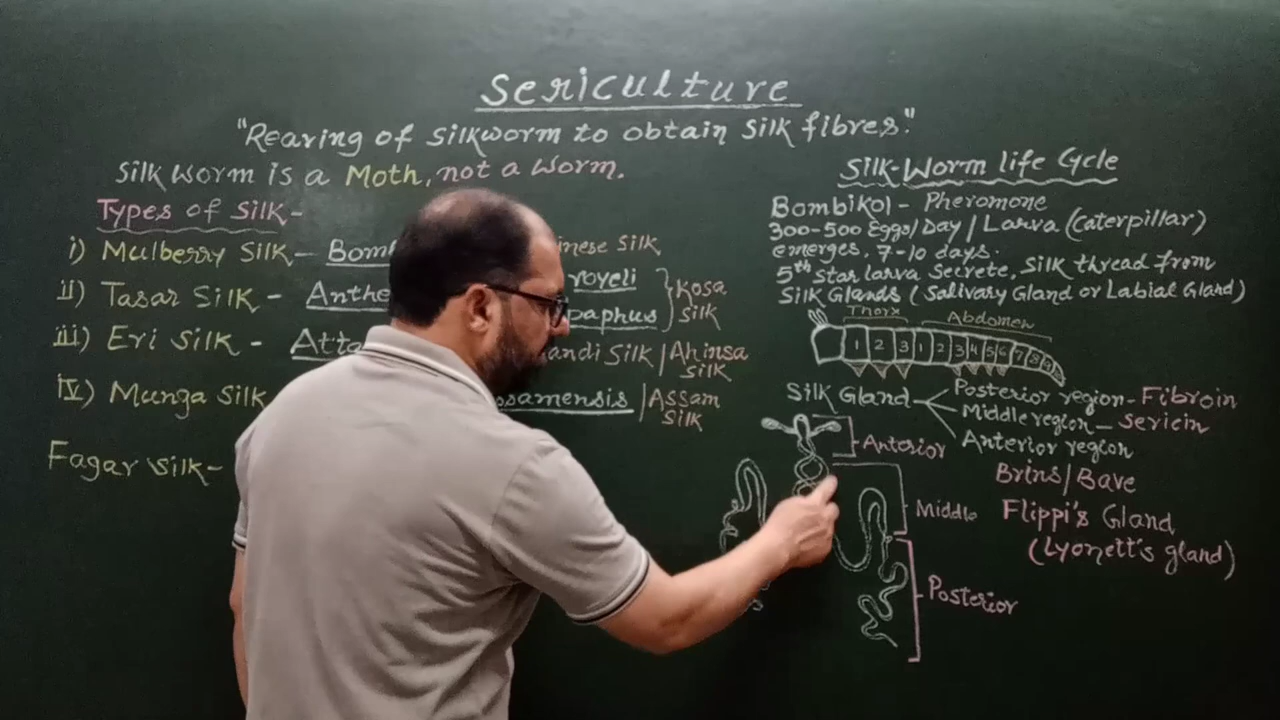 Sericulture
"Rearing of silkworm to obtain silk fibres."
Silk worm is a Moth, not a worm.
Types of Silk-
i) Mulberry Silk - Bom
inese Silk
ii) Tasar Silk - Anthe
royeli
paphus
Kosa
Silk
iii) Eri Silk - Atta
andi Silk / Ahinsa
Silk
iv) Munga Silk
ssamensis / Assam
Silk
Fagar silk-
Silk-Worm life Cycle
Bombikol - Pheromone
300-500 Eggs/Day / Larva (Caterpillar)
emerges. 7-10 days.
5th Star larva Secrete, Silk thread from
Silk Glands (Salivary Gland or Labial Gland)
Thorx Abdomen
1 2 3 1 2 3 4 5 6 7 8 9
Silk Gland
Posterior region - Fibroin
Middle region - Sericin
Anterior region
Anterior
Middle
Posterior
Brins/Bave
Flippi's Gland
(Lyonett's gland)